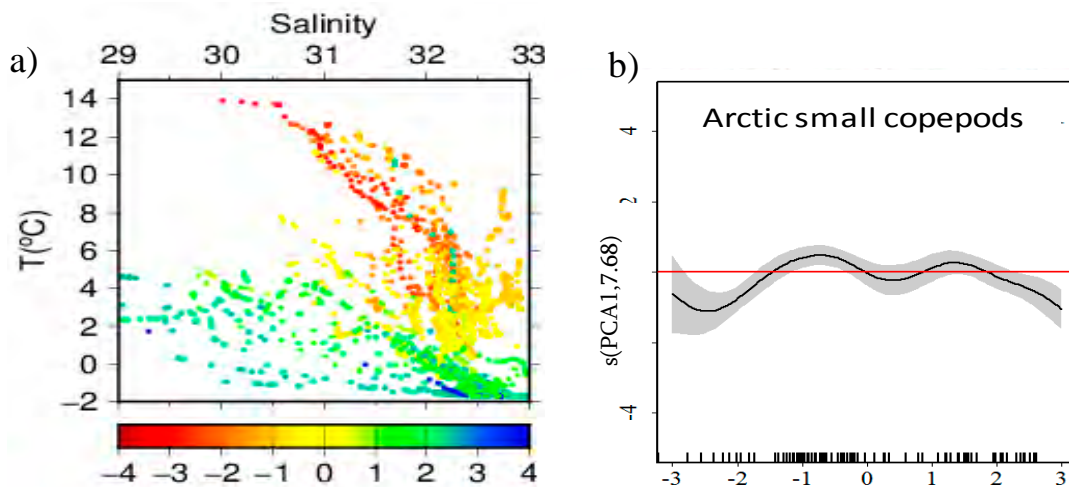 a)
Salinity
29 30 31 32 33
T(ºC)
14
12
10
8
6
4
2
0
−2
−4 −3 −2 −1 0 1 2 3 4
b)
Arctic small copepods
s(PCA1,7.68)
4
2
-4
-3 -2 -1 0 1 2 3